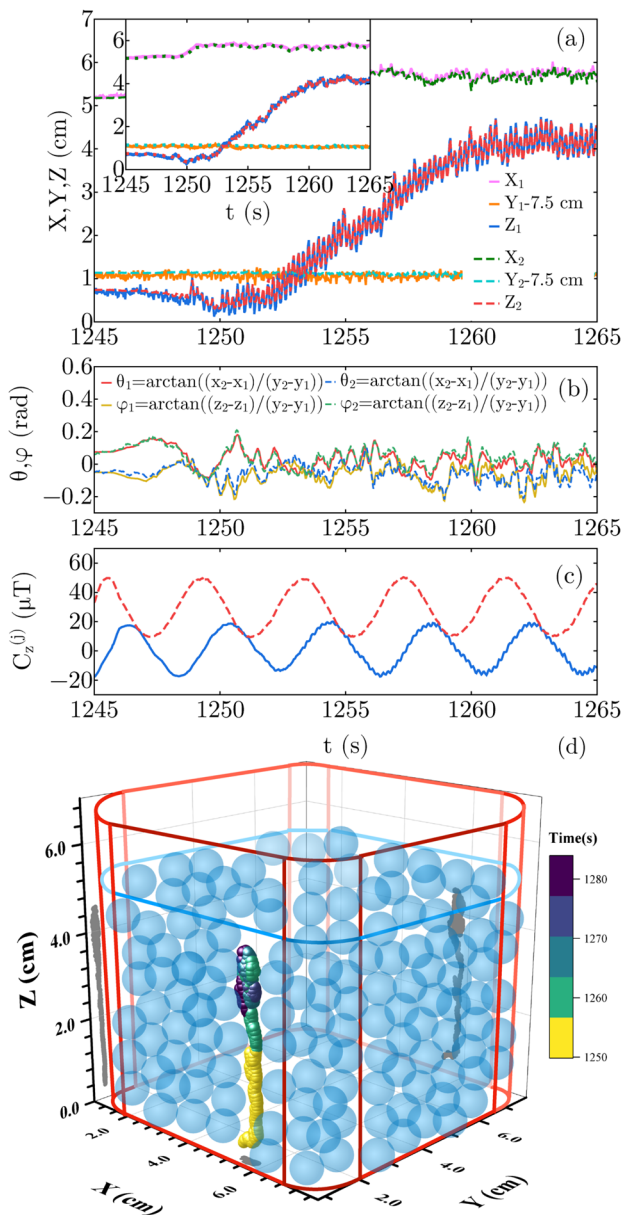 (a)
X,Y,Z (cm)
7
6
5
4
3
2
1
0
6
4
2
0
1245 1250 1255 1260 1265
t (s)
X₁
Y₁-7.5 cm
Z₁
X₂
Y₂-7.5 cm
Z₂
1245 1250 1255 1260 1265
(b)
θ,φ (rad)
0.6
0.2
0
−0.2
θ₁=arctan((x₂-x₁)/(y₂-y₁)) θ₂=arctan((x₂-x₁)/(y₂-y₁))
φ₁=arctan((z₂-z₁)/(y₂-y₁)) φ₂=arctan((z₂-z₁)/(y₂-y₁))
1245 1250 1255 1260 1265
(c)
C_z^(j) (μT)
60
40
20
0
−20
1245 1250 1255 1260 1265
t (s)
(d)
Z (cm)
6.0
4.0
2.0
0.0
2.0
4.0
6.0
X (cm)
2.0
4.0
6.0
Y (cm)
Time(s)
1280
1270
1260
1250